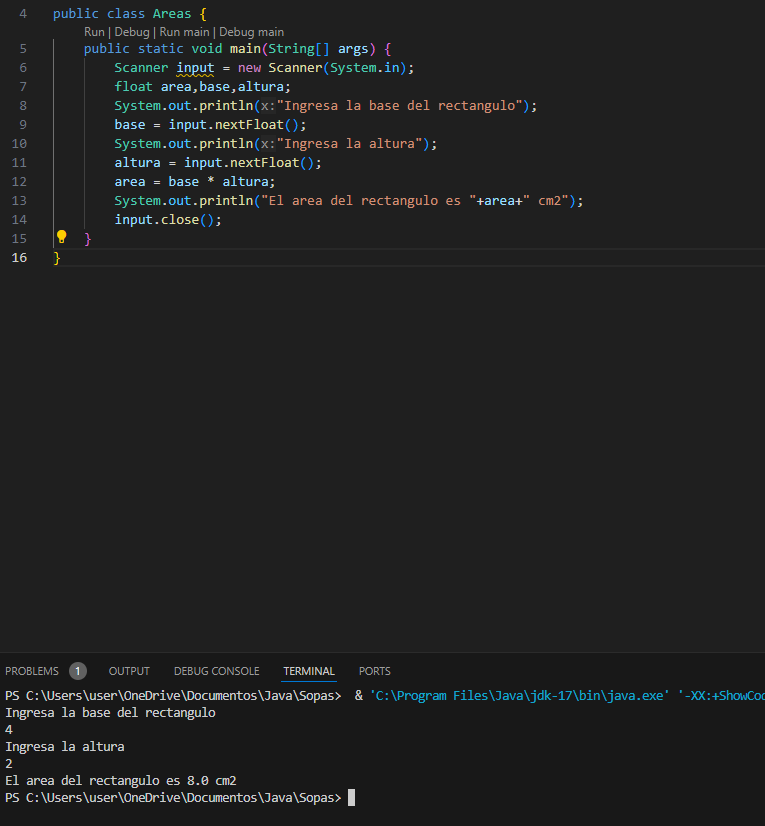 4 public class Areas {
Run | Debug | Run main | Debug main
5 public static void main(String[] args) {
6 Scanner input = new Scanner(System.in);
7 float area,base,altura;
8 System.out.println(x:"Ingresa la base del rectangulo");
9 base = input.nextFloat();
10 System.out.println(x:"Ingresa la altura");
11 altura = input.nextFloat();
12 area = base * altura;
13 System.out.println("El area del rectangulo es "+area+" cm2");
14 input.close();
15 }
16 }
PROBLEMS 1 OUTPUT DEBUG CONSOLE TERMINAL PORTS
PS C:\Users\user\OneDrive\Documentos\Java\Sopas> & 'C:\Program Files\Java\jdk-17\bin\java.exe' '-XX:+ShowCod
Ingresa la base del rectangulo
4
Ingresa la altura
2
El area del rectangulo es 8.0 cm2
PS C:\Users\user\OneDrive\Documentos\Java\Sopas>